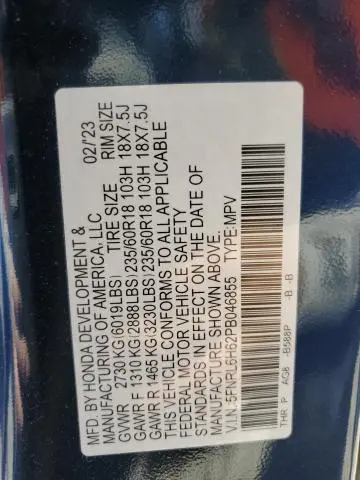 MFD. BY HONDA DEVELOPMENT & 02/'23
MANUFACTURING OF AMERICA, LLC. TIRE SIZE RIM SIZE
GVWR 2730 KG(6019LBS)
GAWR F 1310 KG(2888LBS)235/60R18 103H 18X7.5J
GAWR R 1465 KG(3230LBS)235/60R18 103H 18X7.5J
THIS VEHICLE CONFORMS TO ALL APPLICABLE
FEDERAL MOTOR VEHICLE SAFETY
STANDARDS IN EFFECT ON THE DATE OF
MANUFACTURE SHOWN ABOVE.
V.I.N.:5FNRL6H62PB046855 TYPE:MPV
THR P AG8 -B588P -B -B